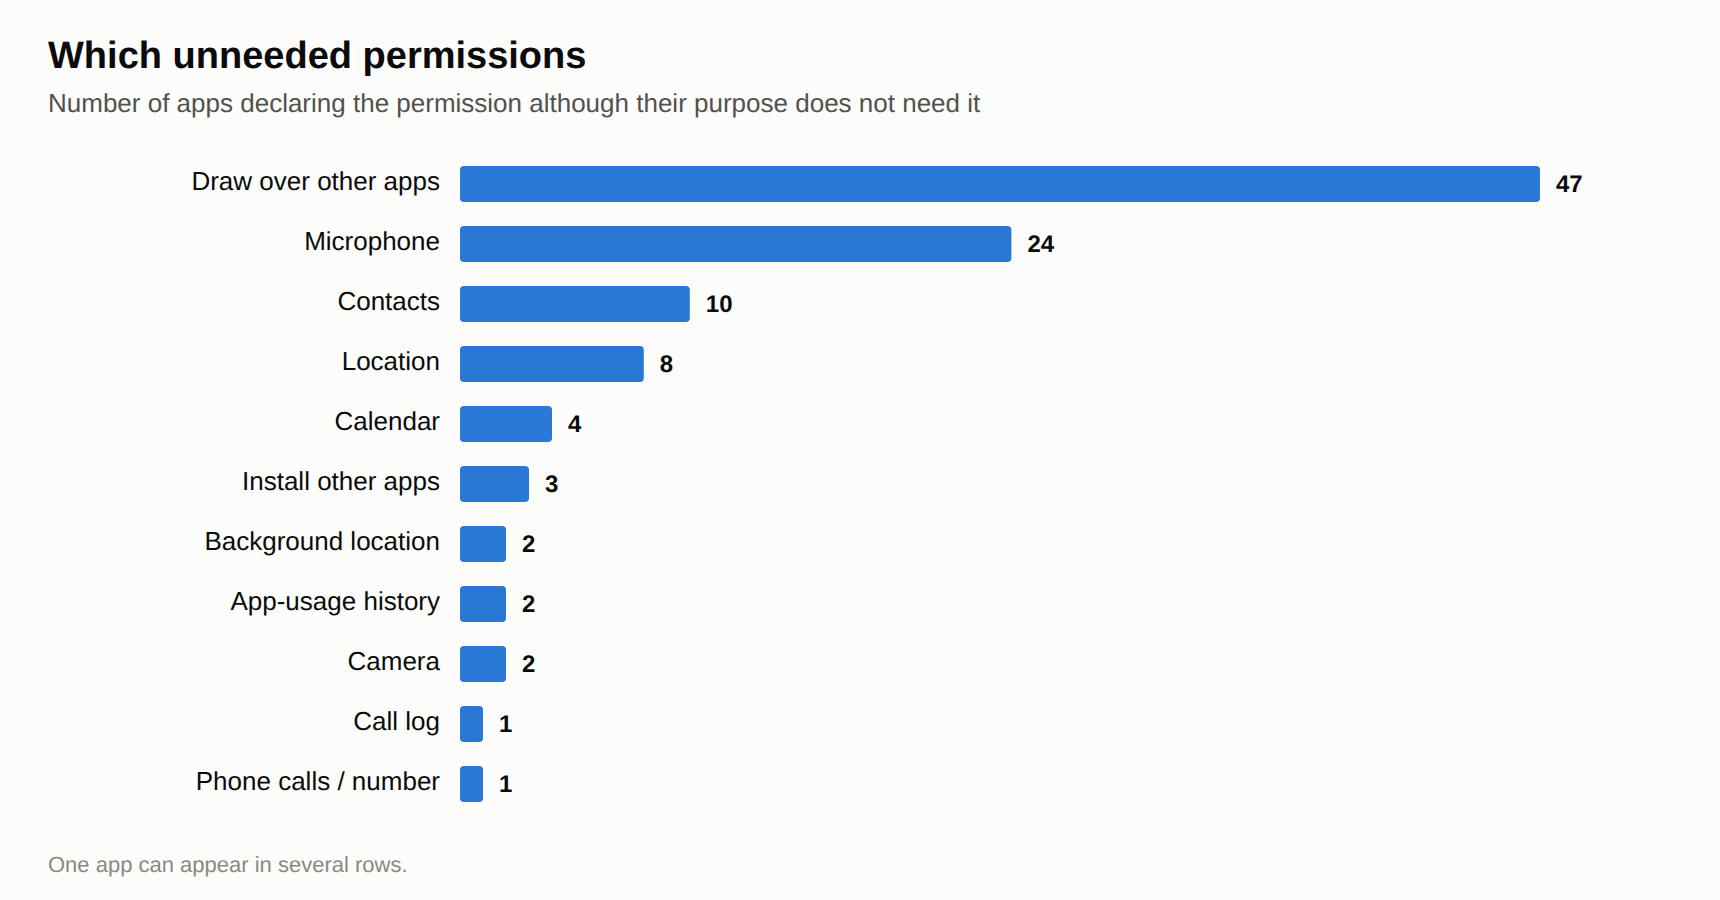 Which unneeded permissions
Number of apps declaring the permission although their purpose does not need it
Draw over other apps 47
Microphone 24
Contacts 10
Location 8
Calendar 4
Install other apps 3
Background location 2
App-usage history 2
Camera 2
Call log 1
Phone calls / number 1
One app can appear in several rows.